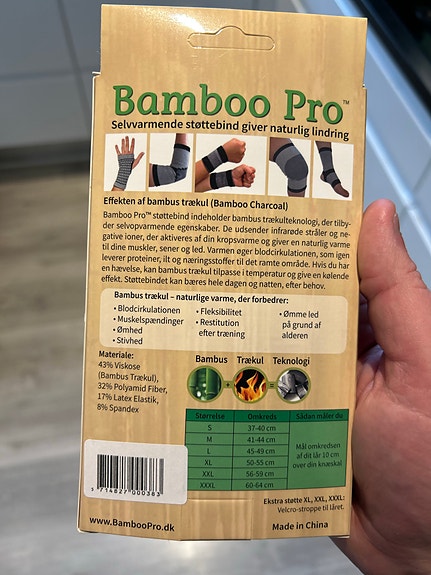 Bamboo Pro™
Selvvarmende støttebind giver naturlig lindring
Effekten af bambus trækul (Bamboo Charcoal)
Bamboo Pro™ støttebind indeholder bambus trækulteknologi, der tilby-
der selvopvarmende egenskaber. De udsender infrarøde stråler og ne-
gative ioner, der aktiveres af din kropsvarme og giver en naturlig varme
til dine muskler, sener og led. Varmen øger blodcirkulationen, som igen
leverer proteiner, ilt og næringsstoffer til det ramte område. Hvis du har
en hævelse, kan bambus trækul tilpasse i temperatur og give en kølende
effekt. Støttebindet kan bæres hele dagen og natten, efter behov.
Bambus trækul – naturlige varme, der forbedrer:
• Blodcirkulationen
• Muskelspændinger
• Ømhed
• Stivhed
• Fleksibilitet
• Restitution
efter træning
• Ømme led
på grund af
alderen
Materiale:
43% Viskose
(Bambus Trækul),
32% Polyamid Fiber,
17% Latex Elastik,
8% Spandex
Bambus Trækul Teknologi
+
Størrelse Omkreds Sådan måler du
S 37-40 cm
M 41-44 cm
L 45-49 cm
XL 50-55 cm
XXL 56-59 cm
XXXL 60-64 cm
Mål omkredsen
af dit lår 10 cm
over din knæskal
5 714827 000383
Ekstra støtte XL, XXL, XXXL:
Velcro-stroppe til låret.
www.BambooPro.dk
Made in China